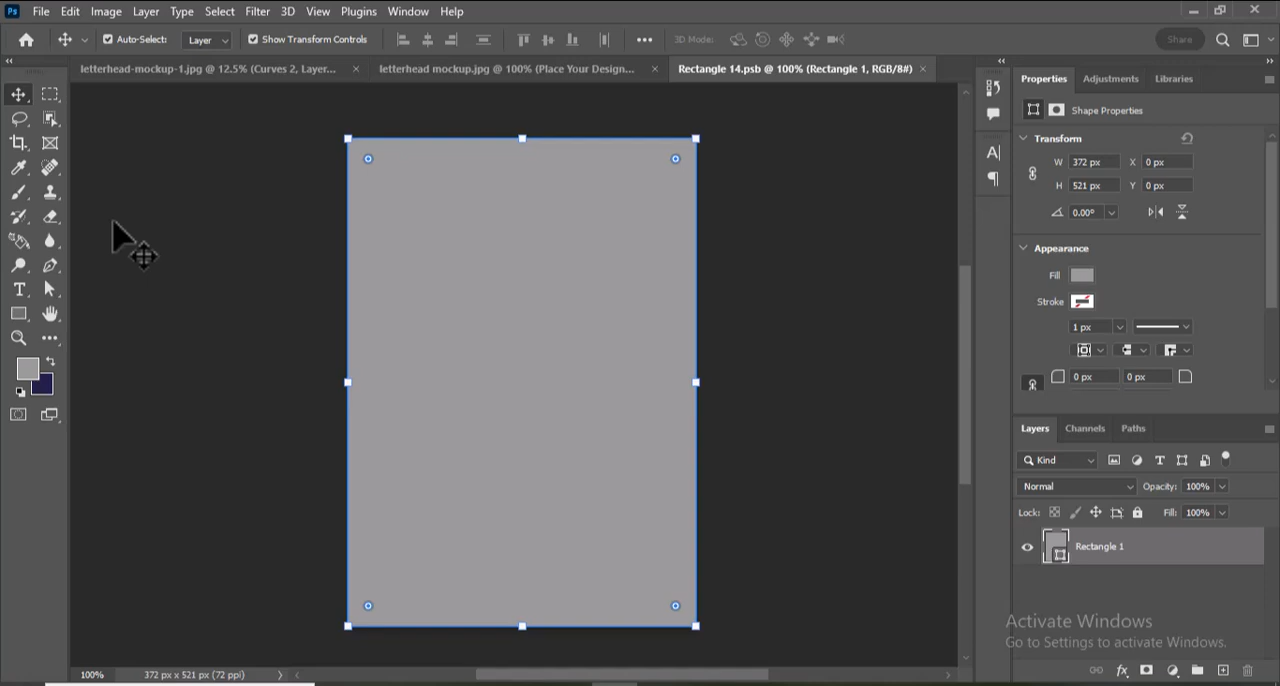 Ps File Edit Image Layer Type Select Filter 3D View Plugins Window Help
Auto-Select: Layer Show Transform Controls 3D Mode: Share
letterhead-mockup-1.jpg @ 12.5% (Curves 2, Layer... × letterhead mockup.jpg @ 100% (Place Your Design... × Rectangle 14.psb @ 100% (Rectangle 1, RGB/8#) ×
Properties Adjustments Libraries
Shape Properties
Transform
W 372 px X 0 px
H 521 px Y 0 px
0.00°
Appearance
Fill
Stroke
1 px
0 px 0 px
Layers Channels Paths
Kind
Normal Opacity: 100%
Lock: Fill: 100%
Rectangle 1
Activate Windows
Go to Settings to activate Windows.
100% 372 px x 521 px (72 ppi)